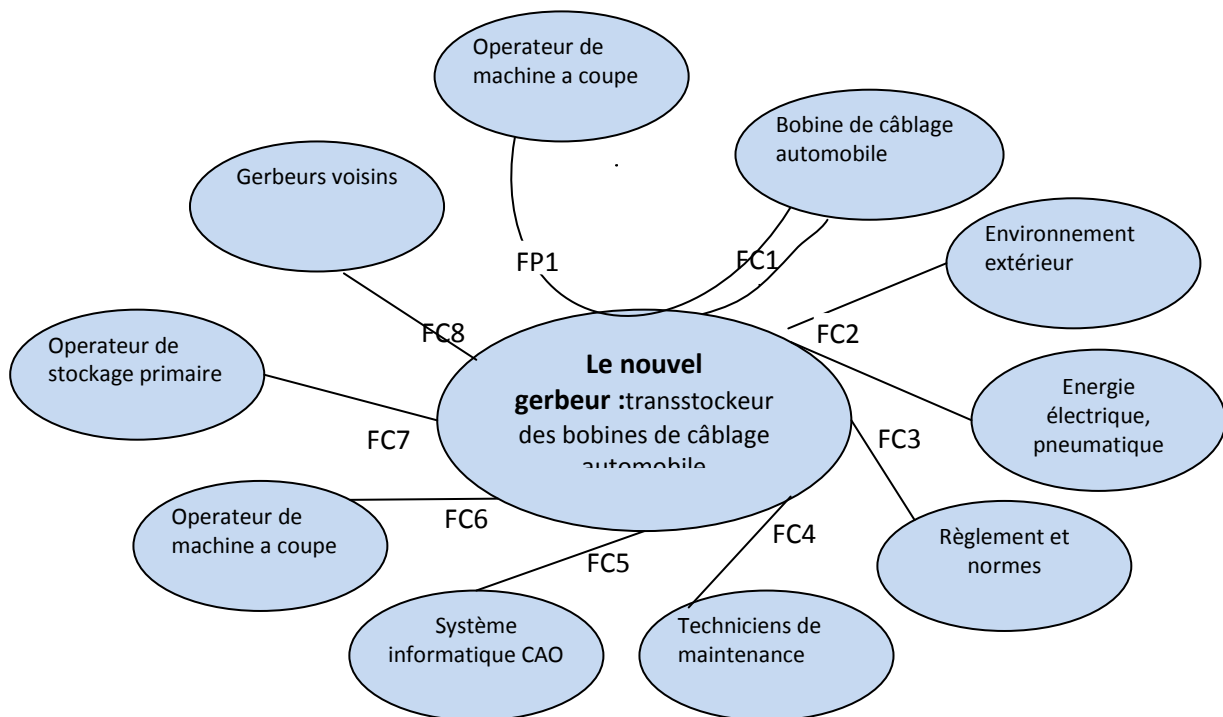 Operateur de
machine a coupe
Bobine de câblage
automobile
Gerbeurs voisins
Environnement
extérieur
FP1
FC1
FC2
FC8
Operateur de
stockage primaire
Le nouvel
gerbeur :transstockeur
des bobines de câblage
automobile
Energie
électrique,
pneumatique
FC7
FC3
Operateur de
machine a coupe
FC6
FC4
Règlement et
normes
FC5
Système
informatique CAO
Techniciens de
maintenance